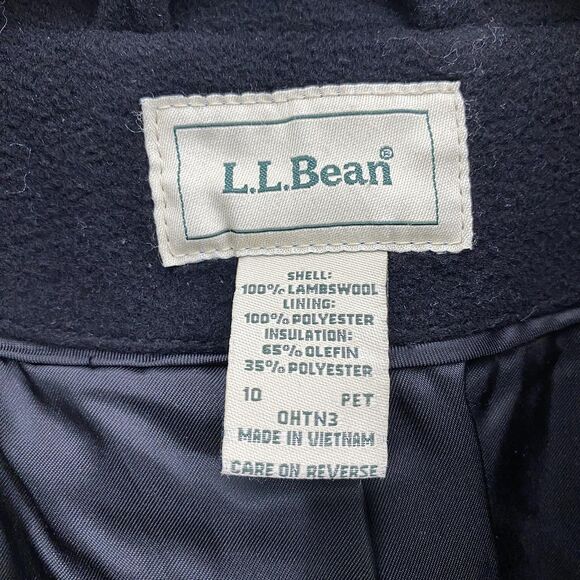 L.L.Bean®
SHELL:
100% LAMBSWOOL
LINING:
100% POLYESTER
INSULATION:
65% OLEFIN
35% POLYESTER
10 PET
OHTN3
MADE IN VIETNAM
CARE ON REVERSE